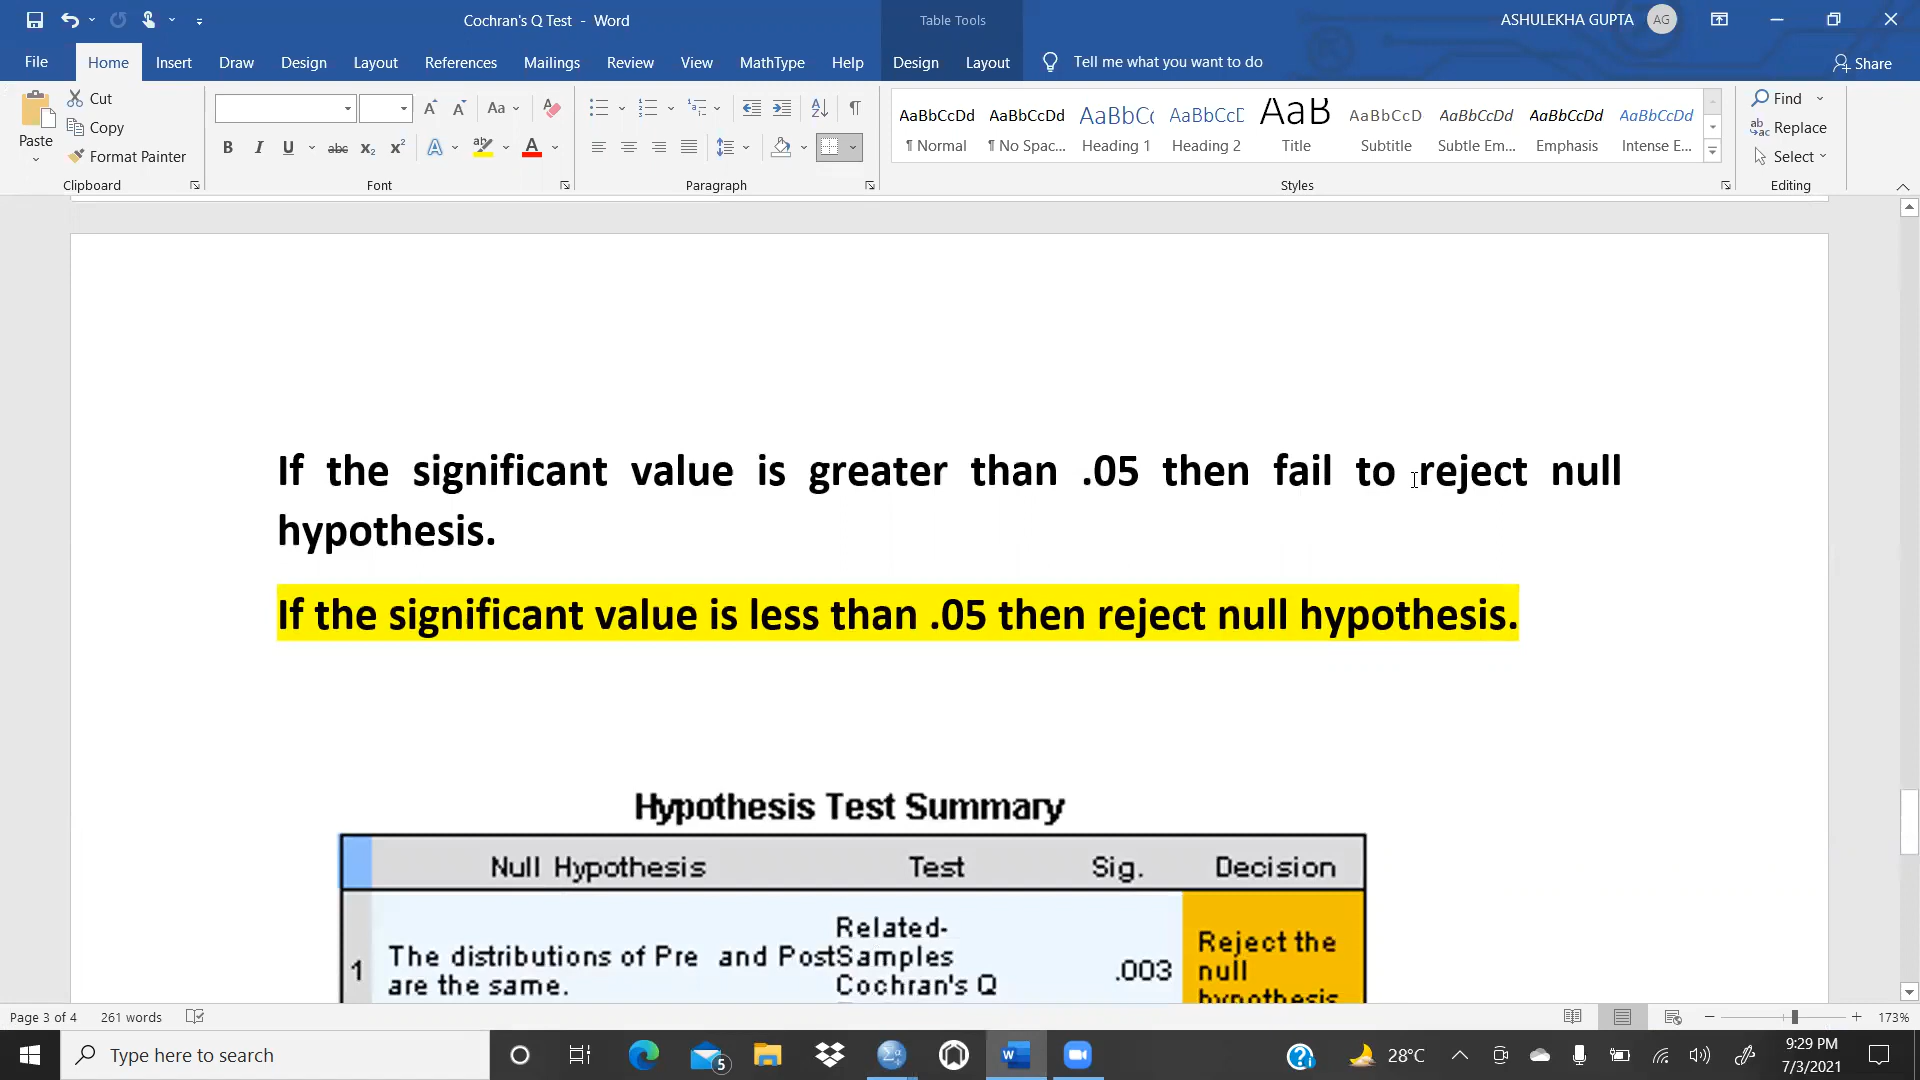 Cochran's Q Test - Word
Table Tools
ASHULEKHA GUPTA
AG
File Home Insert Draw Design Layout References Mailings Review View MathType Help Design Layout Tell me what you want to do
Share
Paste
Cut
Copy
Format Painter
Clipboard
Aa
B I U abc x₂ x² A A
Font
Paragraph
AaBbCcDd AaBbCcDd AaBbCc AaBbCcD AaB AaBbCcD AaBbCcDd AaBbCcDd AaBbCcDd
¶ Normal ¶ No Spac... Heading 1 Heading 2 Title Subtitle Subtle Em... Emphasis Intense E...
Styles
Find
Replace
Select
Editing
If the significant value is greater than .05 then fail to reject null
hypothesis.
If the significant value is less than .05 then reject null hypothesis.
Hypothesis Test Summary
Null Hypothesis Test Sig. Decision
1
The distributions of Pre and Post
are the same.
Related-
Samples
Cochran's Q
.003
Reject the
null
hypothesis
Page 3 of 4 261 words
173%
Type here to search
5
28°C
9:29 PM
7/3/2021